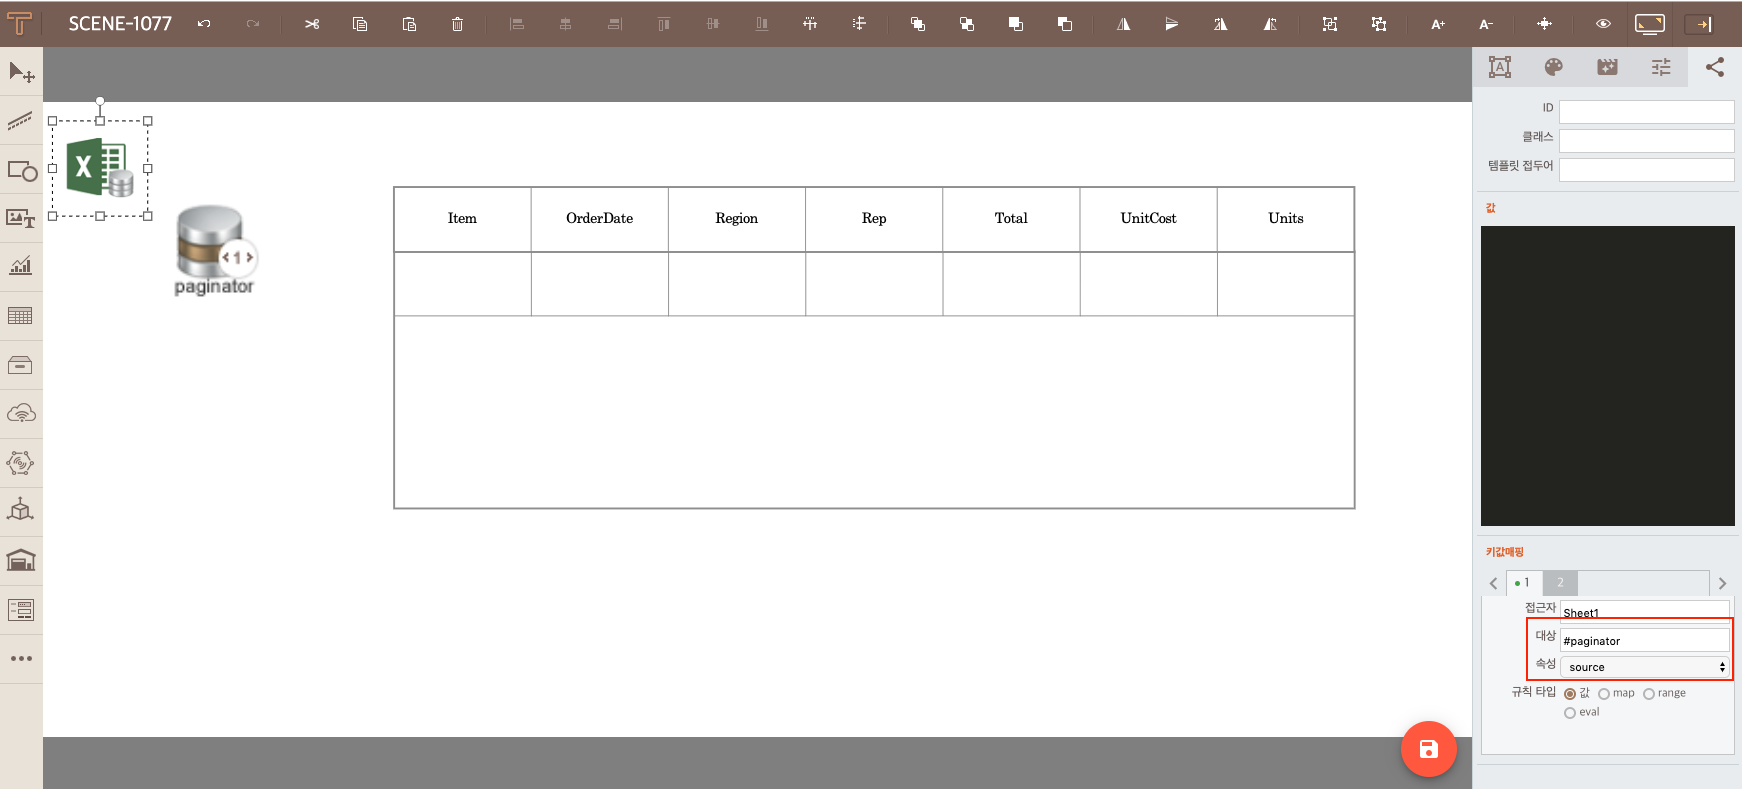 SCENE-1077
A+
A-
ID
클래스
템플릿 접두어
값
X
<1>
paginator
Item OrderDate Region Rep Total UnitCost Units
키값매핑
1 2
접근자 Sheet1
대상 #paginator
속성 source
규칙 타입 값 map range
eval